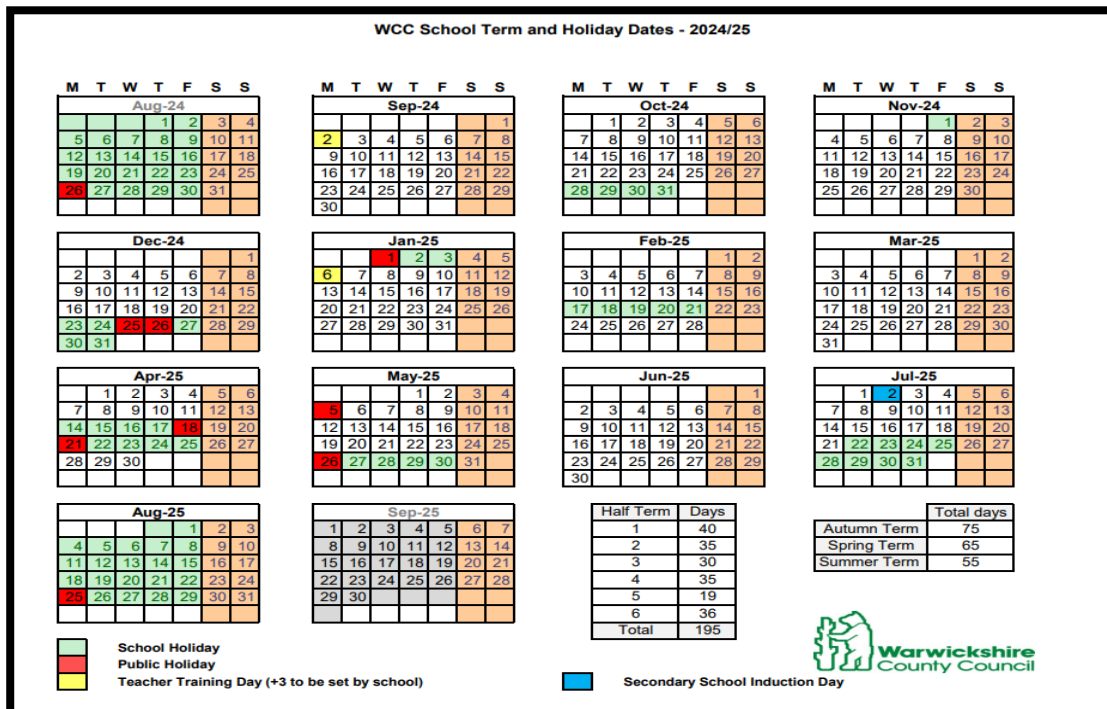 WCC School Term and Holiday Dates - 2024/25
M T W T F S S M T W T F S S M T W T F S S M T W T F S S
Aug-24 Sep-24 Oct-24 Nov-24
1 2 3 4 1 1 2 3 4 5 6 1 2 3
5 6 7 8 9 10 11 2 3 4 5 6 7 8 7 8 9 10 11 12 13 4 5 6 7 8 9 10
12 13 14 15 16 17 18 9 10 11 12 13 14 15 14 15 16 17 18 19 20 11 12 13 14 15 16 17
19 20 21 22 23 24 25 16 17 18 19 20 21 22 21 22 23 24 25 26 27 18 19 20 21 22 23 24
26 27 28 29 30 31 23 24 25 26 27 28 29 28 29 30 31 25 26 27 28 29 30
30
Dec-24 Jan-25 Feb-25 Mar-25
1 1 2 3 4 5 1 2 1 2
2 3 4 5 6 7 8 6 7 8 9 10 11 12 3 4 5 6 7 8 9 3 4 5 6 7 8 9
9 10 11 12 13 14 15 13 14 15 16 17 18 19 10 11 12 13 14 15 16 10 11 12 13 14 15 16
16 17 18 19 20 21 22 20 21 22 23 24 25 26 17 18 19 20 21 22 23 17 18 19 20 21 22 23
23 24 25 26 27 28 29 27 28 29 30 31 24 25 26 27 28 24 25 26 27 28 29 30
30 31 31
Apr-25 May-25 Jun-25 Jul-25
1 2 3 4 5 6 1 2 3 4 1 1 2 3 4 5 6
7 8 9 10 11 12 13 5 6 7 8 9 10 11 2 3 4 5 6 7 8 7 8 9 10 11 12 13
14 15 16 17 18 19 20 12 13 14 15 16 17 18 9 10 11 12 13 14 15 14 15 16 17 18 19 20
21 22 23 24 25 26 27 19 20 21 22 23 24 25 16 17 18 19 20 21 22 21 22 23 24 25 26 27
28 29 30 26 27 28 29 30 31 23 24 25 26 27 28 29 28 29 30 31
30
Aug-25 Sep-25 Half Term Days Total days
1 2 3 1 2 3 4 5 6 7 1 40 Autumn Term 75
4 5 6 7 8 9 10 8 9 10 11 12 13 14 2 35 Spring Term 65
11 12 13 14 15 16 17 15 16 17 18 19 20 21 3 30 Summer Term 55
18 19 20 21 22 23 24 22 23 24 25 26 27 28 4 35
25 26 27 28 29 30 31 29 30 5 19
6 36
Total 195
School Holiday
Public Holiday
Teacher Training Day (+3 to be set by school) Secondary School Induction Day
Warwickshire
County Council